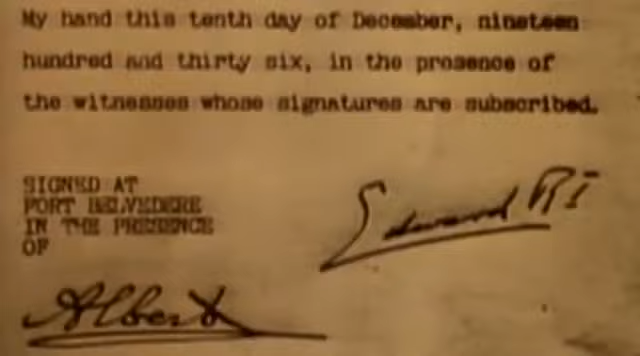 My hand this tenth day of December, nineteen
hundred and thirty six, in the presence of
the witnesses whose signatures are subscribed.
SIGNED AT
FORT BELVEDERE
IN THE PRESENCE
OF
Edward RI
Albert